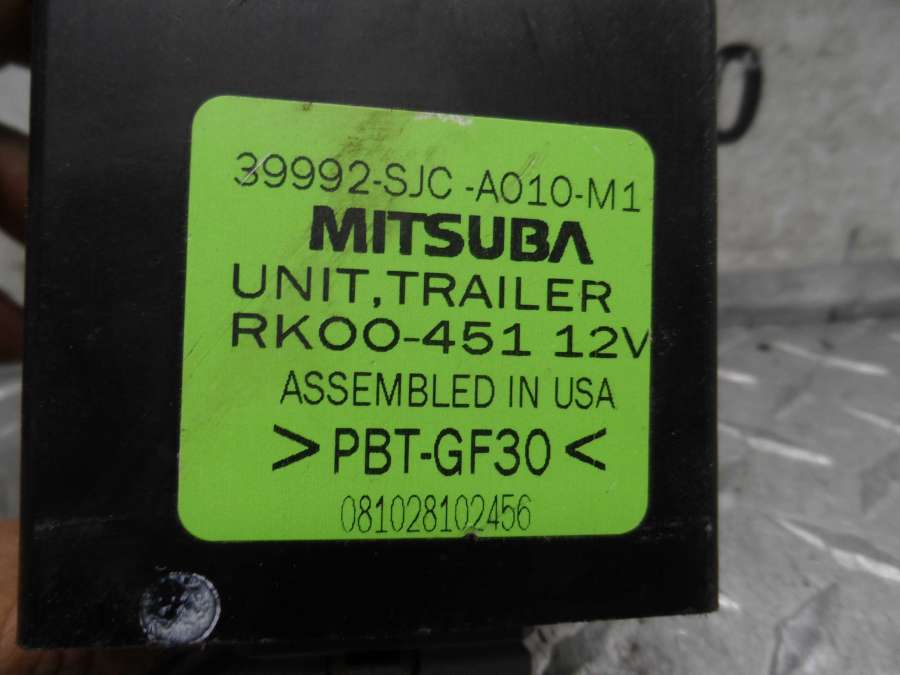 39992-SJC -A010-M1
MITSUBA
UNIT,TRAILER
RK00-451 12V
ASSEMBLED IN USA
>PBT-GF30<
081028102456